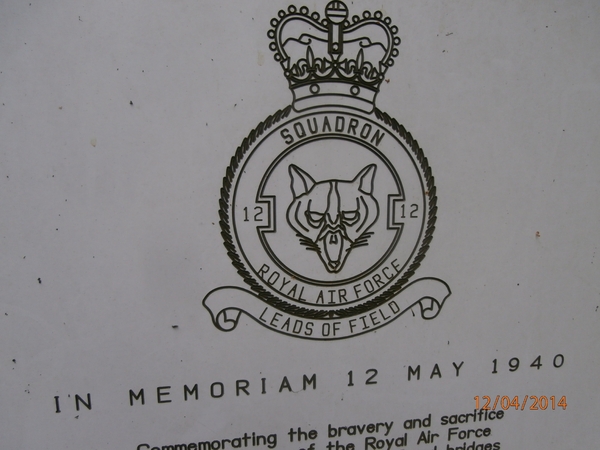 SQUADRON
12 12
ROYAL AIR FORCE
LEADS OF FIELD
IN MEMORIAM 12 MAY 1940
12/04/2014
Commemorating the bravery and sacrifice
of the Royal Air Force
bridges